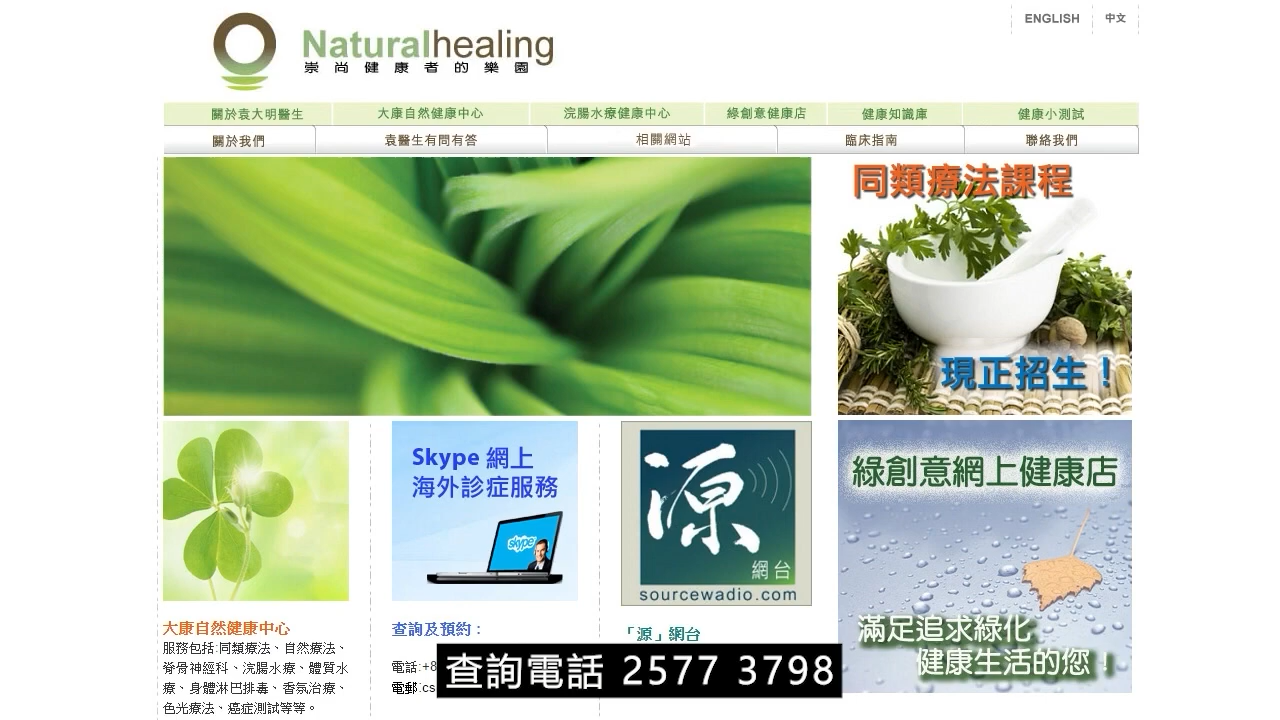 ENGLISH 中文
Naturalhealing
崇尚健康者的樂園
關於袁大明醫生 大康自然健康中心 浣腸水療健康中心 綠創意健康店 健康知識庫 健康小測試
關於我們 袁醫生有問有答 相關網站 臨床指南 聯絡我們
同類療法課程
現正招生！
Skype 網上
海外診症服務
skype
源
網台
sourcewadio.com
綠創意網上健康店
滿足追求綠化
健康生活的您！
大康自然健康中心
服務包括:同類療法、自然療法、
脊骨神經科、浣腸水療、體質水
療、身體淋巴排毒、香氛治療、
色光療法、癌症測試等等。
查詢及預約：
電話:+8
電郵:cs
「源」網台
查詢電話 2577 3798